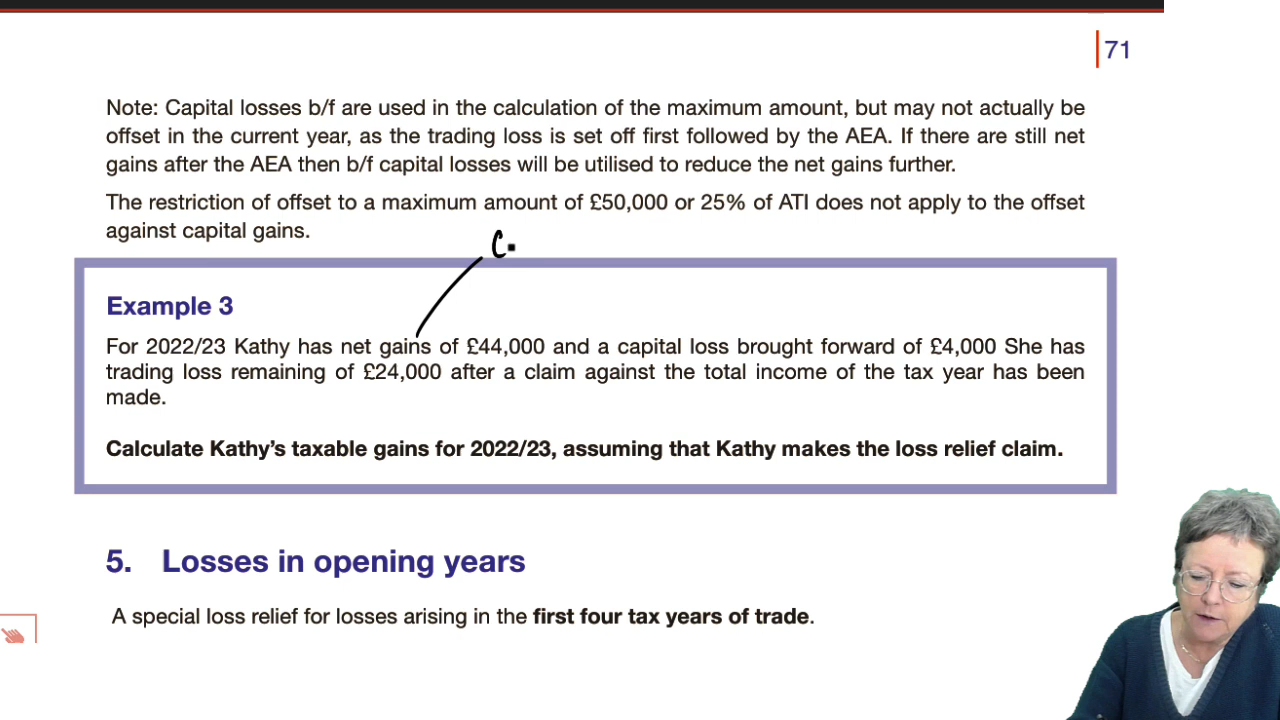 71
Note: Capital losses b/f are used in the calculation of the maximum amount, but may not actually be
offset in the current year, as the trading loss is set off first followed by the AEA. If there are still net
gains after the AEA then b/f capital losses will be utilised to reduce the net gains further.
The restriction of offset to a maximum amount of £50,000 or 25% of ATI does not apply to the offset
against capital gains.
C
Example 3
For 2022/23 Kathy has net gains of £44,000 and a capital loss brought forward of £4,000 She has
trading loss remaining of £24,000 after a claim against the total income of the tax year has been
made.
Calculate Kathy’s taxable gains for 2022/23, assuming that Kathy makes the loss relief claim.
5. Losses in opening years
A special loss relief for losses arising in the first four tax years of trade.